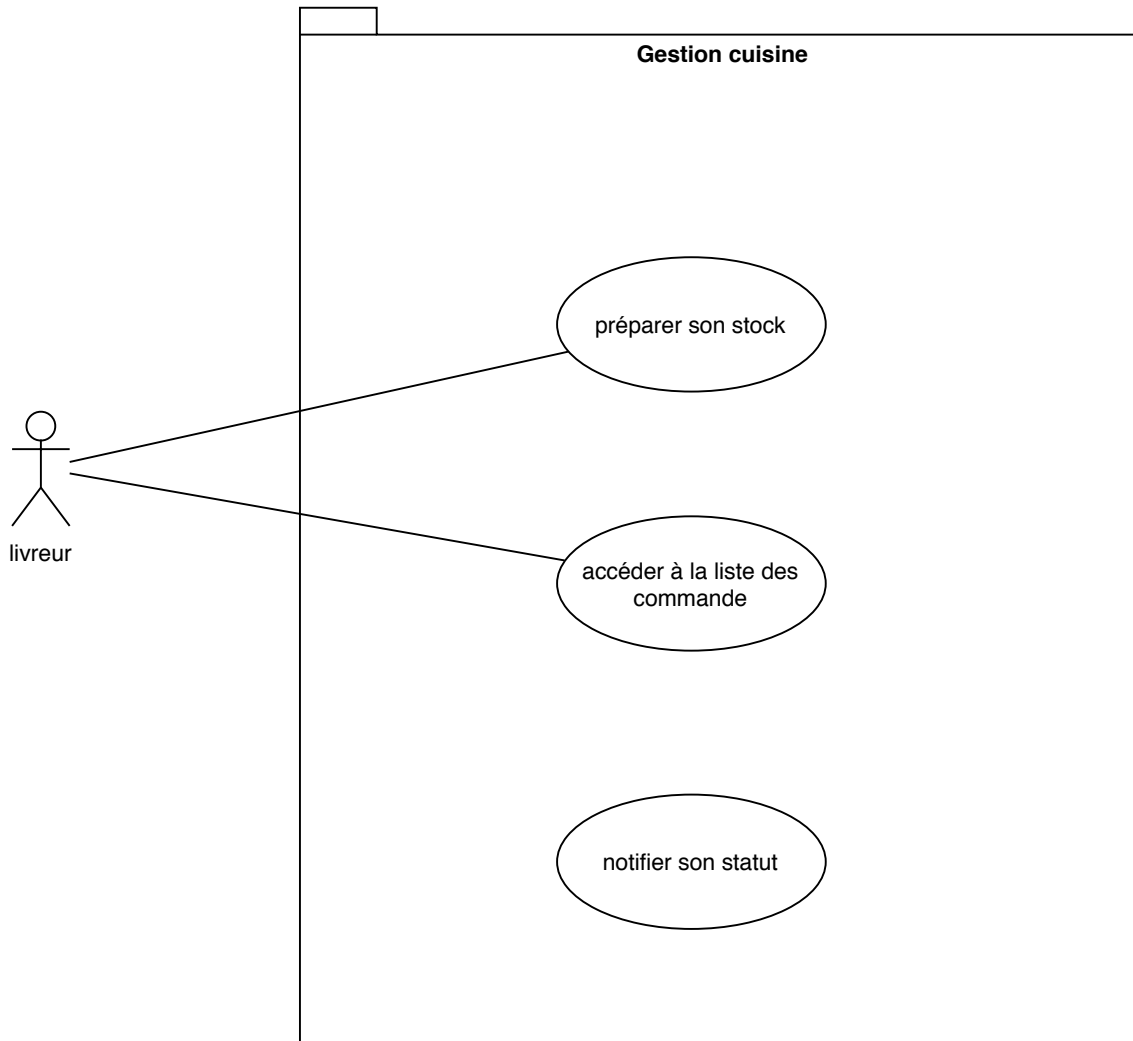 Gestion cuisine
préparer son stock
livreur
accéder à la liste des
commande
notifier son statut